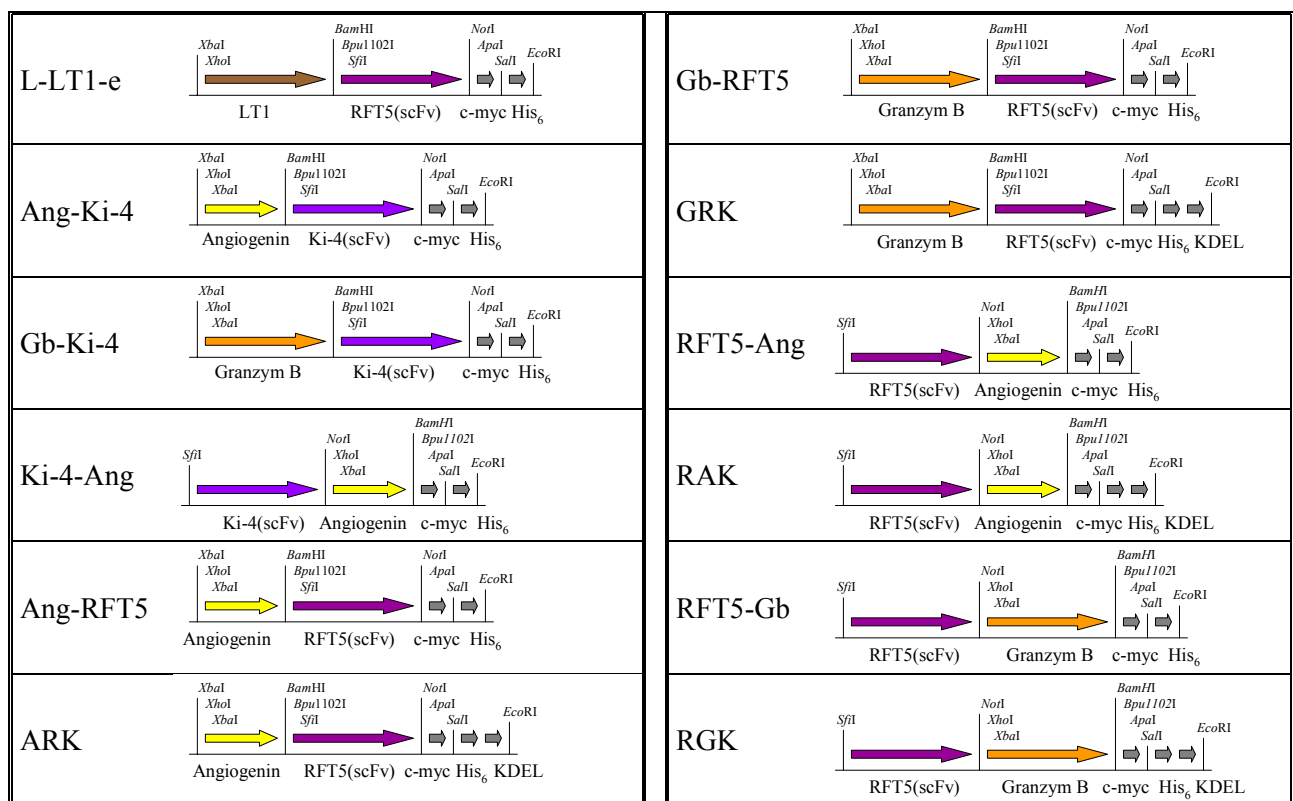 L-LT1-e
XbaI
XhoI
BamHI
Bpu1102I
SfiI
NotI
ApaI
SalI
EcoRI
LT1 RFT5(scFv) c-myc His6
Ang-Ki-4
XbaI
XhoI
XbaI
BamHI
Bpu1102I
SfiI
NotI
ApaI
SalI
EcoRI
Angiogenin Ki-4(scFv) c-myc His6
Gb-Ki-4
XbaI
XhoI
XbaI
BamHI
Bpu1102I
SfiI
NotI
ApaI
SalI
EcoRI
Granzym B Ki-4(scFv) c-myc His6
Ki-4-Ang
SfiI
NotI
XhoI
XbaI
BamHI
Bpu1102I
ApaI
SalI
EcoRI
Ki-4(scFv) Angiogenin c-myc His6
Ang-RFT5
XbaI
XhoI
XbaI
BamHI
Bpu1102I
SfiI
NotI
ApaI
SalI
EcoRI
Angiogenin RFT5(scFv) c-myc His6
ARK
XbaI
XhoI
XbaI
BamHI
Bpu1102I
SfiI
NotI
ApaI
SalI
EcoRI
Angiogenin RFT5(scFv) c-myc His6 KDEL
Gb-RFT5
XbaI
XhoI
XbaI
BamHI
Bpu1102I
SfiI
NotI
ApaI
SalI
EcoRI
Granzym B RFT5(scFv) c-myc His6
GRK
XbaI
XhoI
XbaI
BamHI
Bpu1102I
SfiI
NotI
ApaI
SalI
EcoRI
Granzym B RFT5(scFv) c-myc His6 KDEL
RFT5-Ang
SfiI
NotI
XhoI
XbaI
BamHI
Bpu1102I
ApaI
SalI
EcoRI
RFT5(scFv) Angiogenin c-myc His6
RAK
SfiI
NotI
XhoI
XbaI
BamHI
Bpu1102I
ApaI
SalI
EcoRI
RFT5(scFv) Angiogenin c-myc His6 KDEL
RFT5-Gb
SfiI
NotI
XhoI
XbaI
BamHI
Bpu1102I
ApaI
SalI
EcoRI
RFT5(scFv) Granzym B c-myc His6
RGK
SfiI
NotI
XhoI
XbaI
BamHI
Bpu1102I
ApaI
SalI
EcoRI
RFT5(scFv) Granzym B c-myc His6 KDEL